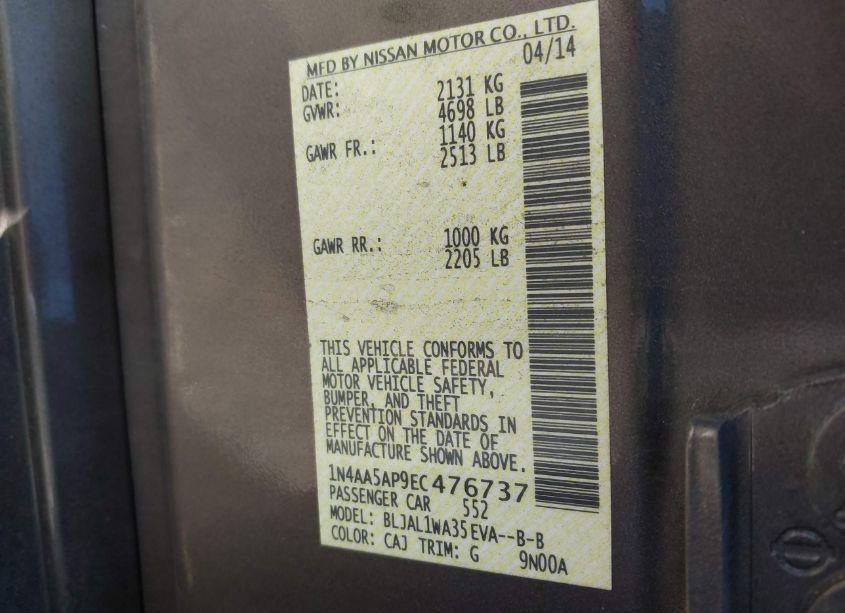 MFD BY NISSAN MOTOR CO., LTD.
DATE: 04/14
GVWR: 2131 KG
4698 LB
GAWR FR.: 1140 KG
2513 LB
GAWR RR.: 1000 KG
2205 LB
THIS VEHICLE CONFORMS TO
ALL APPLICABLE FEDERAL
MOTOR VEHICLE SAFETY,
BUMPER, AND THEFT
PREVENTION STANDARDS IN
EFFECT ON THE DATE OF
MANUFACTURE SHOWN ABOVE.
1N4AA5AP9EC476737
PASSENGER CAR 552
MODEL: BLJAL1WA35EVA--B-B
COLOR: CAJ TRIM: G 9N00A